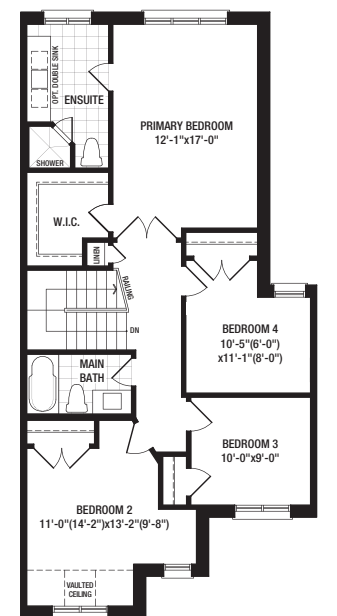 OPT. DOUBLE SINK
ENSUITE
PRIMARY BEDROOM
12'-1"x17'-0"
SHOWER
W.I.C.
LINEN
RAILING
DN
BEDROOM 4
10'-5"(6'-0")
x11'-1"(8'-0")
MAIN
BATH
BEDROOM 3
10'-0"x9'-0"
BEDROOM 2
11'-0"(14'-2")x13'-2"(9'-8")
VAULTED
CEILING